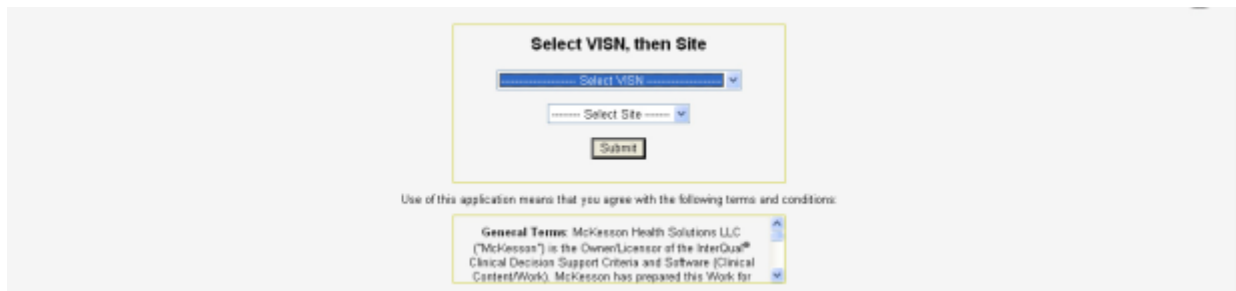 Select VISN, then Site
------------------ Select VISN ------------------
------- Select Site ------
Submit
Use of this application means that you agree with the following terms and conditions:
General Terms: McKesson Health Solutions LLC
("McKesson") is the Owner/Licensor of the InterQual®
Clinical Decision Support Criteria and Software (Clinical
Content/Work). McKesson has prepared this Work for